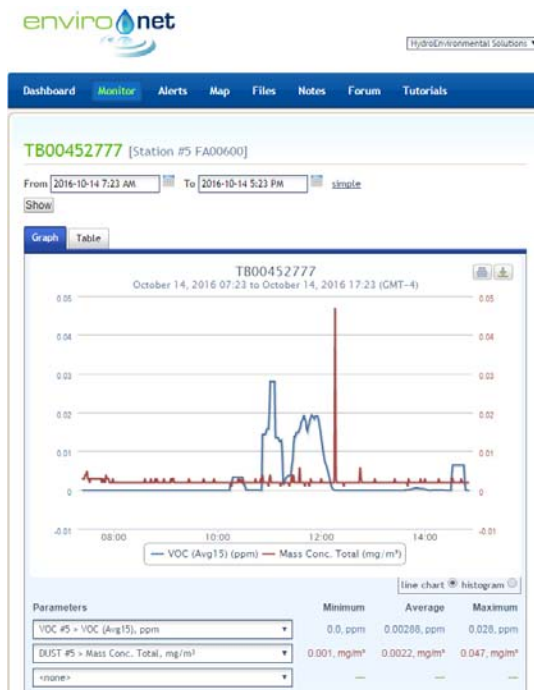 enviro net
HydroEnvironmental Solutions
Dashboard Monitor Alerts Map Files Notes Forum Tutorials
TB00452777 [Station #5 FA00600]
From 2016-10-14 7:23 AM To 2016-10-14 5:23 PM simple
Show
Graph Table
TB00452777
October 14, 2016 07:23 to October 14, 2016 17:23 (GMT-4)
0.05 0.05
0.04 0.04
0.03 0.03
0.02 0.02
0.01 0.01
0 0
-0.01 -0.01
08:00 10:00 12:00 14:00
VOC (Avg15) (ppm) Mass Conc. Total (mg/m³)
line chart histogram
Parameters Minimum Average Maximum
VOC #5 > VOC (Avg15), ppm 0.0, ppm 0.00288, ppm 0.028, ppm
DUST #5 > Mass Conc. Total, mg/m³ 0.001, mg/m³ 0.0022, mg/m³ 0.047, mg/m³
<none> — — —